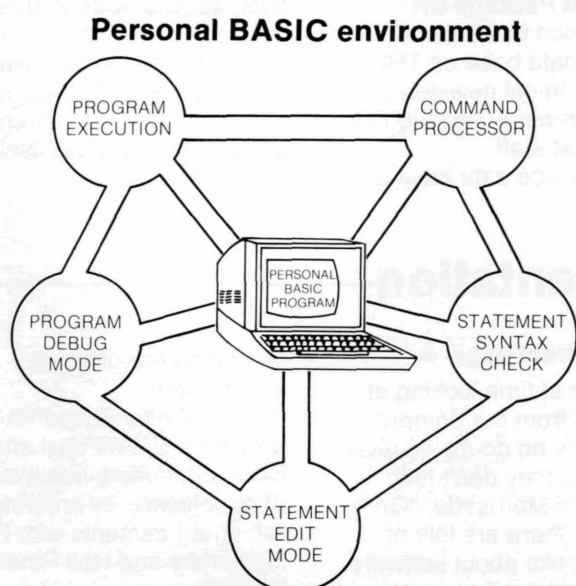 Personal BASIC environment
PROGRAM
EXECUTION
COMMAND
PROCESSOR
PERSONAL
BASIC
PROGRAM
PROGRAM
DEBUG
MODE
STATEMENT
SYNTAX
CHECK
STATEMENT
EDIT
MODE